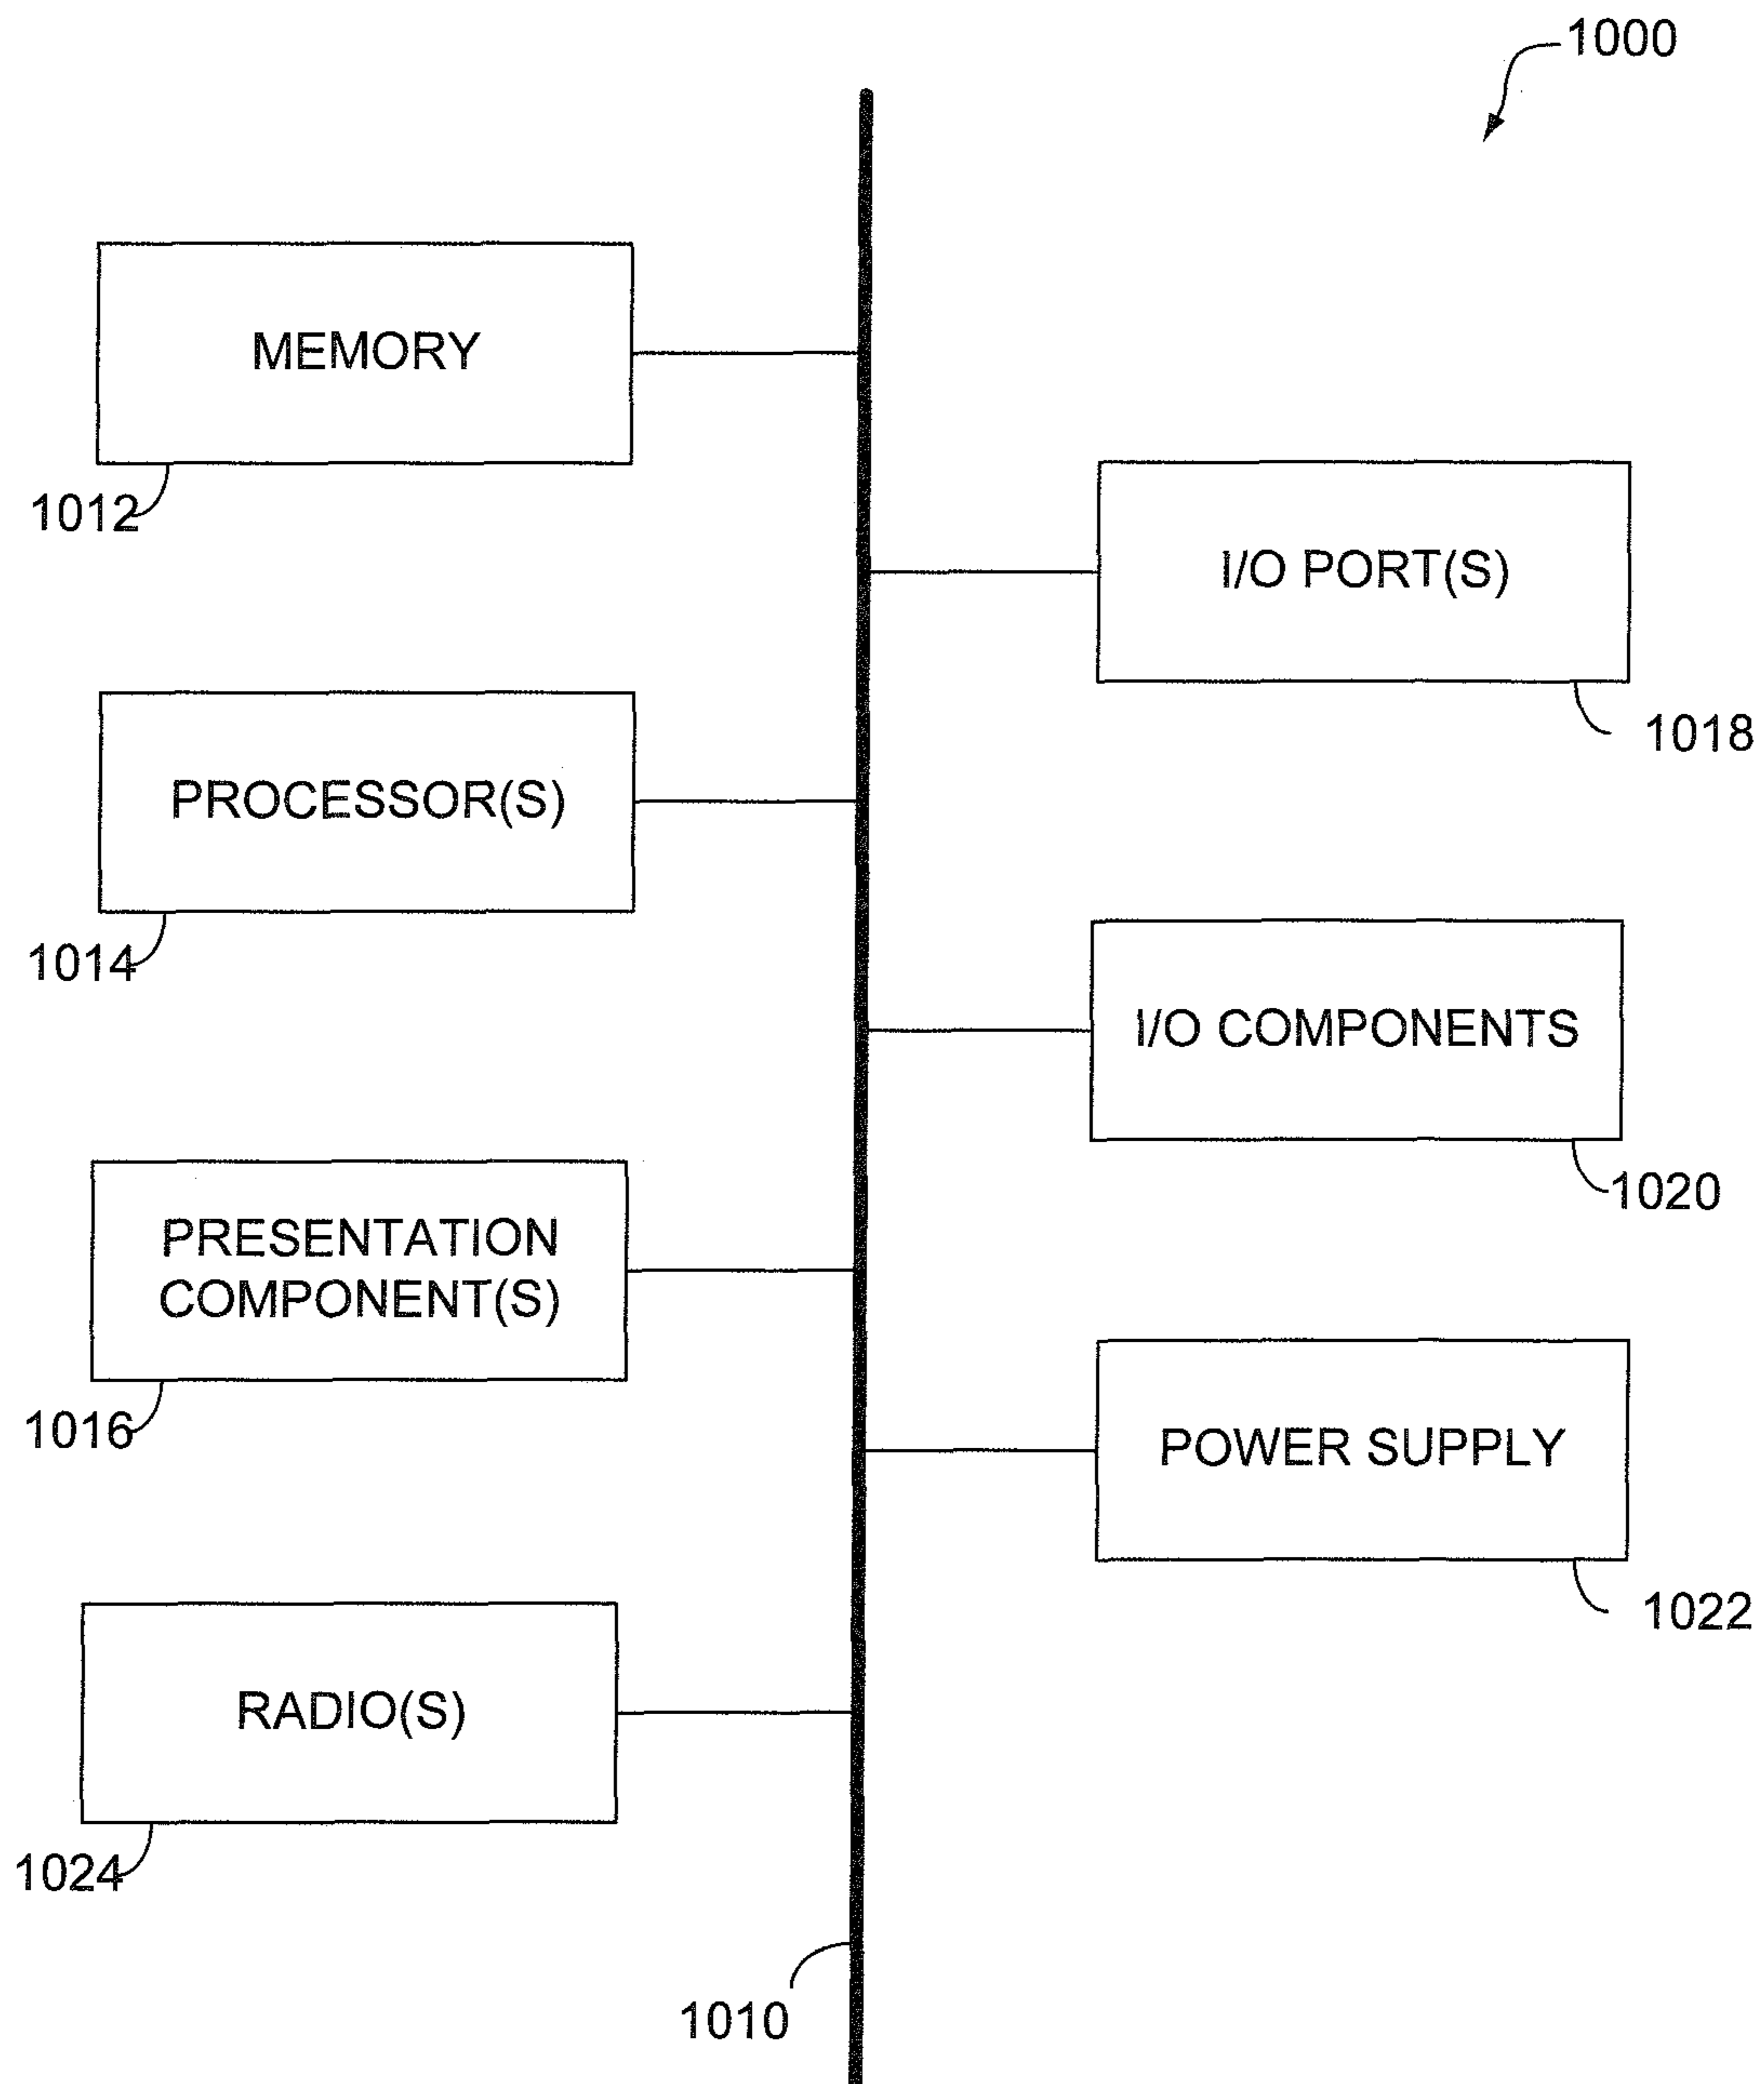 1000
MEMORY
1012
I/O PORT(S)
1018
PROCESSOR(S)
1014
I/O COMPONENTS
1020
PRESENTATION
COMPONENT(S)
1016
POWER SUPPLY
1022
RADIO(S)
1024
1010